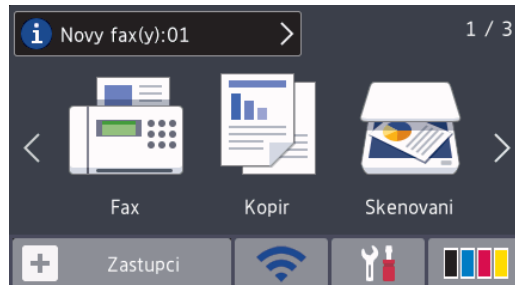 Novy fax(y):01
1 / 3
Fax
Kopir
Skenovani
Zastupci